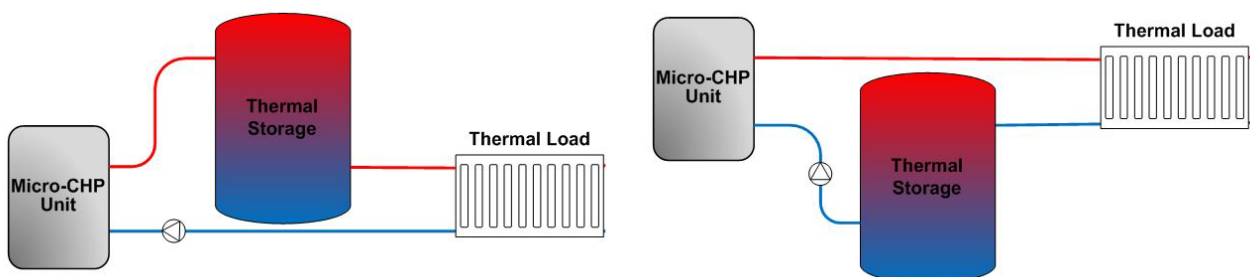 Thermal
Storage
Thermal Load
Micro-CHP
Unit
Thermal Load
Micro-CHP
Unit
Thermal
Storage